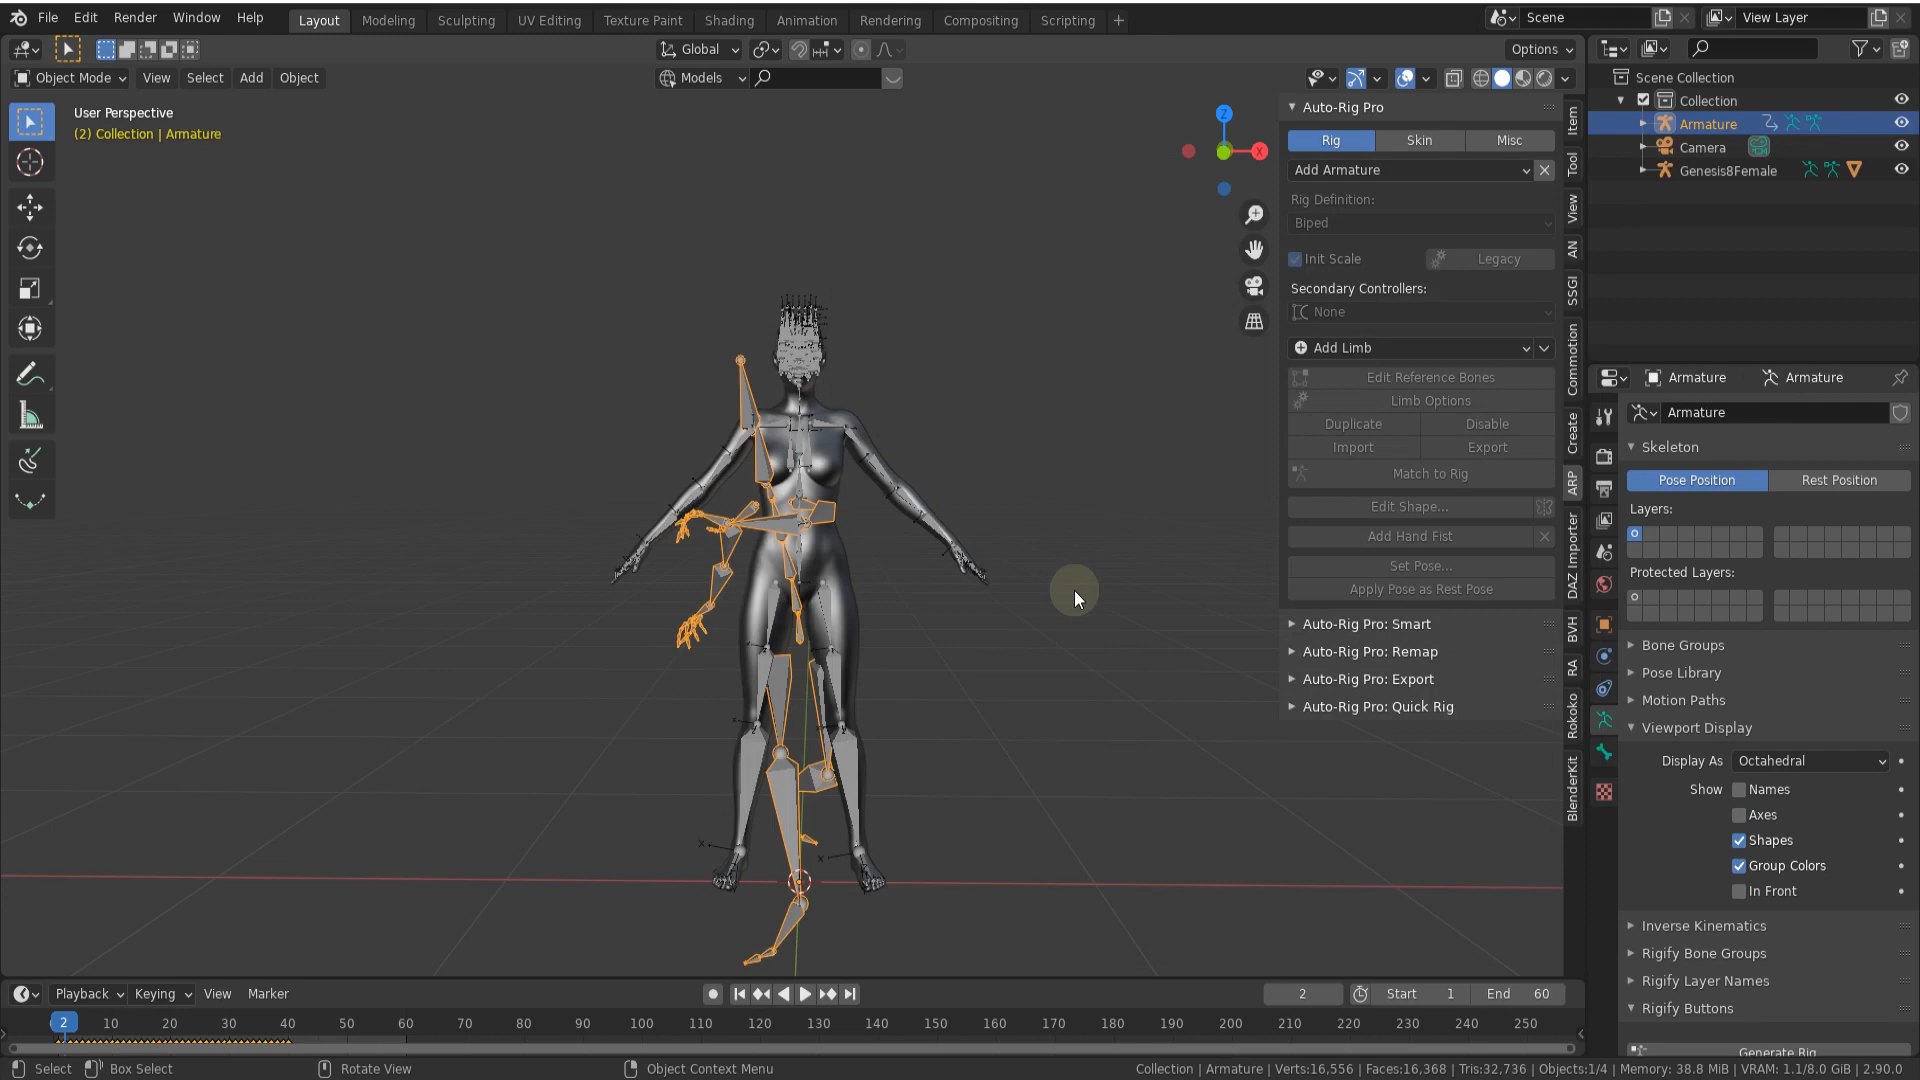 File Edit Render Window Help
Layout Modeling Sculpting UV Editing Texture Paint Shading Animation Rendering Compositing Scripting +
Scene View Layer
Global Options
Object Mode View Select Add Object Models
User Perspective
(2) Collection | Armature
Z
X
Auto-Rig Pro
Rig Skin Misc
Add Armature
Rig Definition:
Biped
Init Scale Legacy
Secondary Controllers:
None
Add Limb
Edit Reference Bones
Limb Options
Duplicate Disable
Import Export
Match to Rig
Edit Shape...
Add Hand Fist
Set Pose...
Apply Pose as Rest Pose
Auto-Rig Pro: Smart
Auto-Rig Pro: Remap
Auto-Rig Pro: Export
Auto-Rig Pro: Quick Rig
Item
Tool
View
AN
SSGI
Commotion
Create
ARP
DAZ Importer
BVH
RA
Rokoko
BlenderKit
Scene Collection
Collection
Armature
Camera
Genesis8Female
Armature Armature
Armature
Skeleton
Pose Position Rest Position
Layers:
Protected Layers:
Bone Groups
Pose Library
Motion Paths
Viewport Display
Display As Octahedral
Show Names
Axes
Shapes
Group Colors
In Front
Inverse Kinematics
Rigify Bone Groups
Rigify Layer Names
Rigify Buttons
Generate Rig
x
x
Playback Keying View Marker 2 Start 1 End 60
2 10 20 30 40 50 60 70 80 90 100 110 120 130 140 150 160 170 180 190 200 210 220 230 240 250
Select Box Select Rotate View Object Context Menu Collection | Armature | Verts:16,556 | Faces:16,368 | Tris:32,736 | Objects:1/4 | Memory: 38.8 MiB | VRAM: 1.1/8.0 GiB | 2.90.0